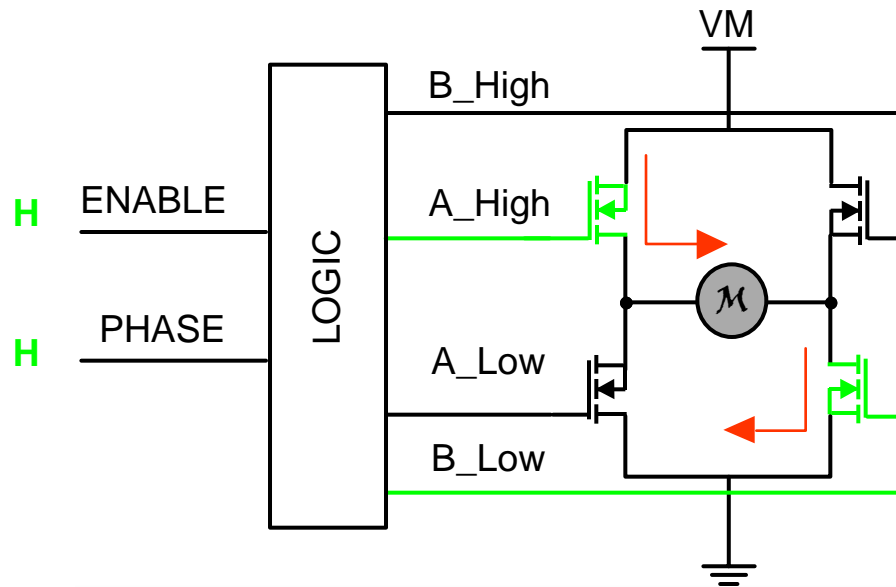 VM
B_High
H
ENABLE
A_High
LOGIC
M
H
PHASE
A_Low
B_Low